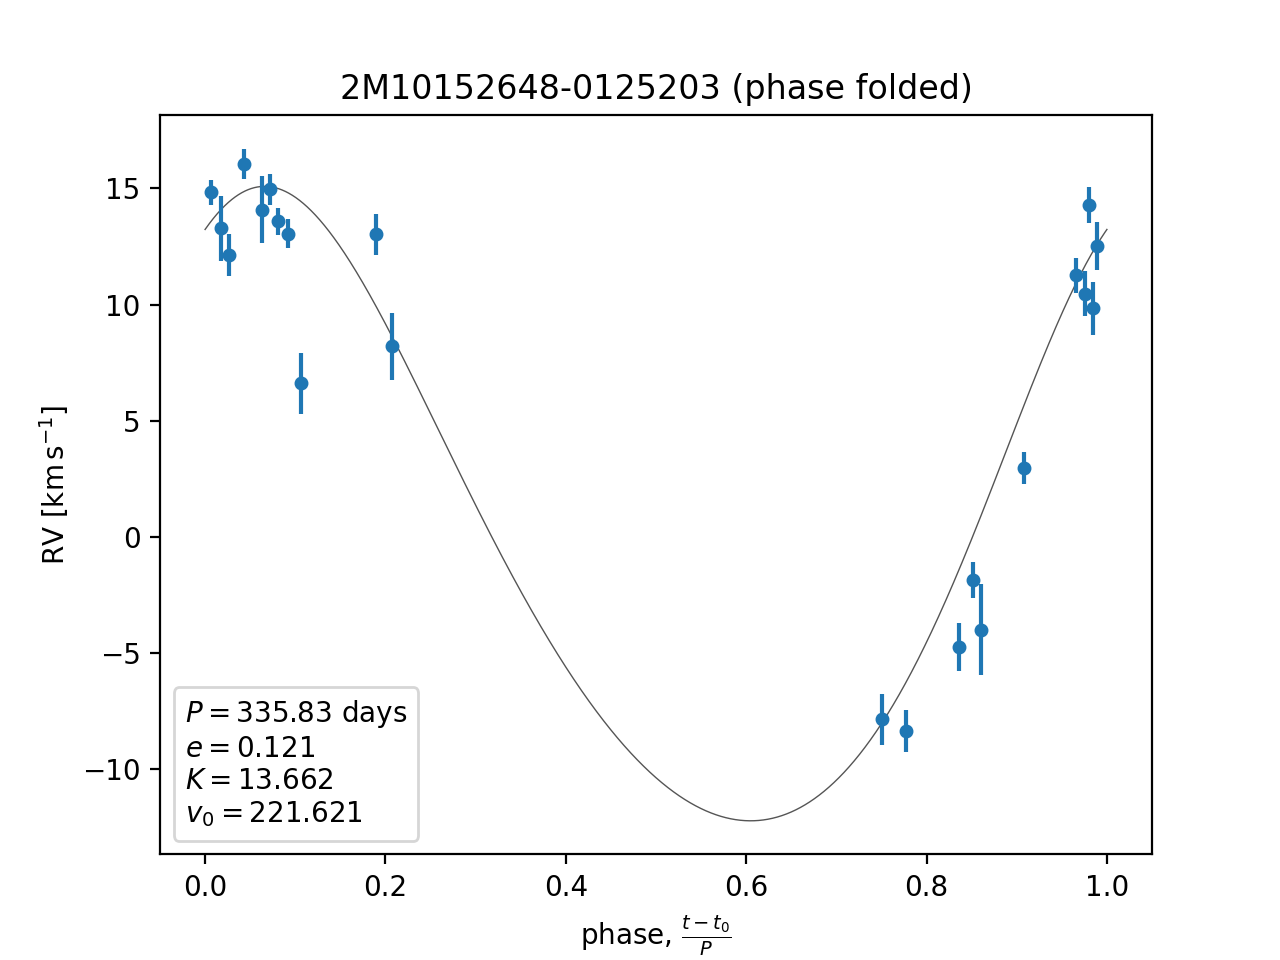 2M10152648-0125203 (phase folded)
RV [km s⁻¹]
15
10
5
0
−5
−10
P = 335.83 days
e = 0.121
K = 13.662
v₀ = 221.621
0.0 0.2 0.4 0.6 0.8 1.0
phase, (t − t₀)/P